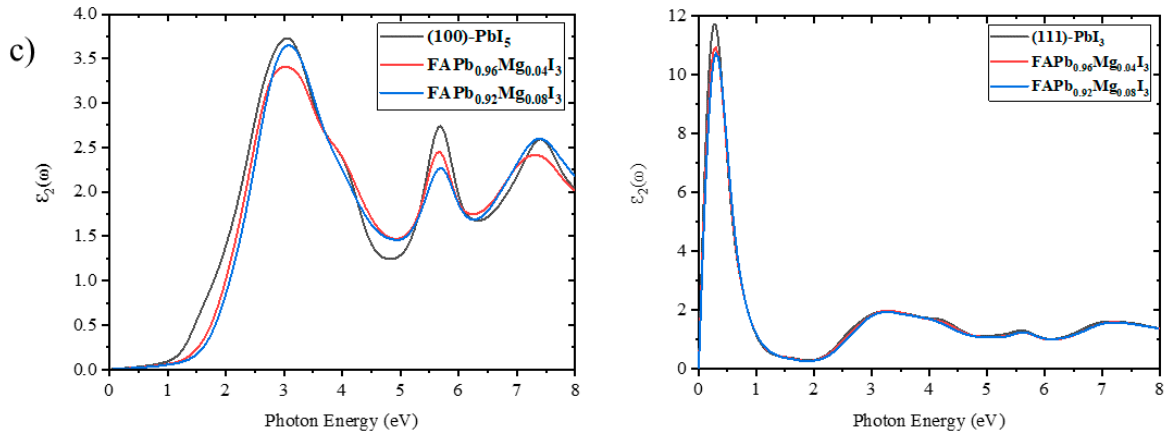 c)
ε₂(ω)
4.0
3.5
3.0
2.5
2.0
1.5
1.0
0.5
0.0
(100)-PbI₅
FAPb₀.₉₆Mg₀.₀₄I₃
FAPb₀.₉₂Mg₀.₀₈I₃
0 1 2 3 4 5 6 7 8
Photon Energy (eV)
ε₂(ω)
12
10
8
6
4
2
0
(111)-PbI₃
FAPb₀.₉₆Mg₀.₀₄I₃
FAPb₀.₉₂Mg₀.₀₈I₃
0 1 2 3 4 5 6 7 8
Photon Energy (eV)